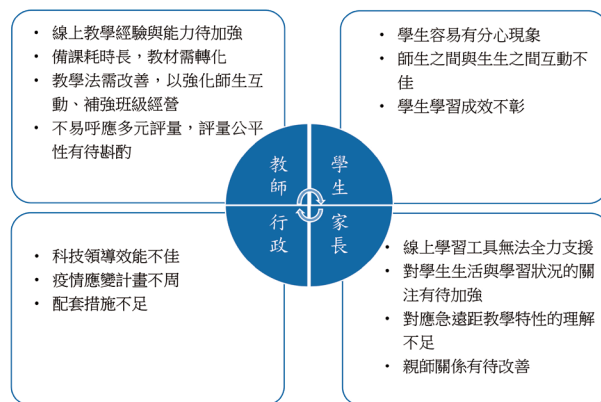 • 線上教學經驗與能力待加強
• 備課耗時長，教材需轉化
• 教學法需改善，以強化師生互
動、補強班級經營
• 不易呼應多元評量，評量公平
性有待斟酌
• 學生容易有分心現象
• 師生之間與生生之間互動不
佳
• 學生學習成效不彰
教師
學生
行政
家長
• 科技領導效能不佳
• 疫情應變計畫不周
• 配套措施不足
• 線上學習工具無法全力支援
• 對學生生活與學習狀況的關
注有待加強
• 對應急遠距教學特性的理解
不足
• 親師關係有待改善